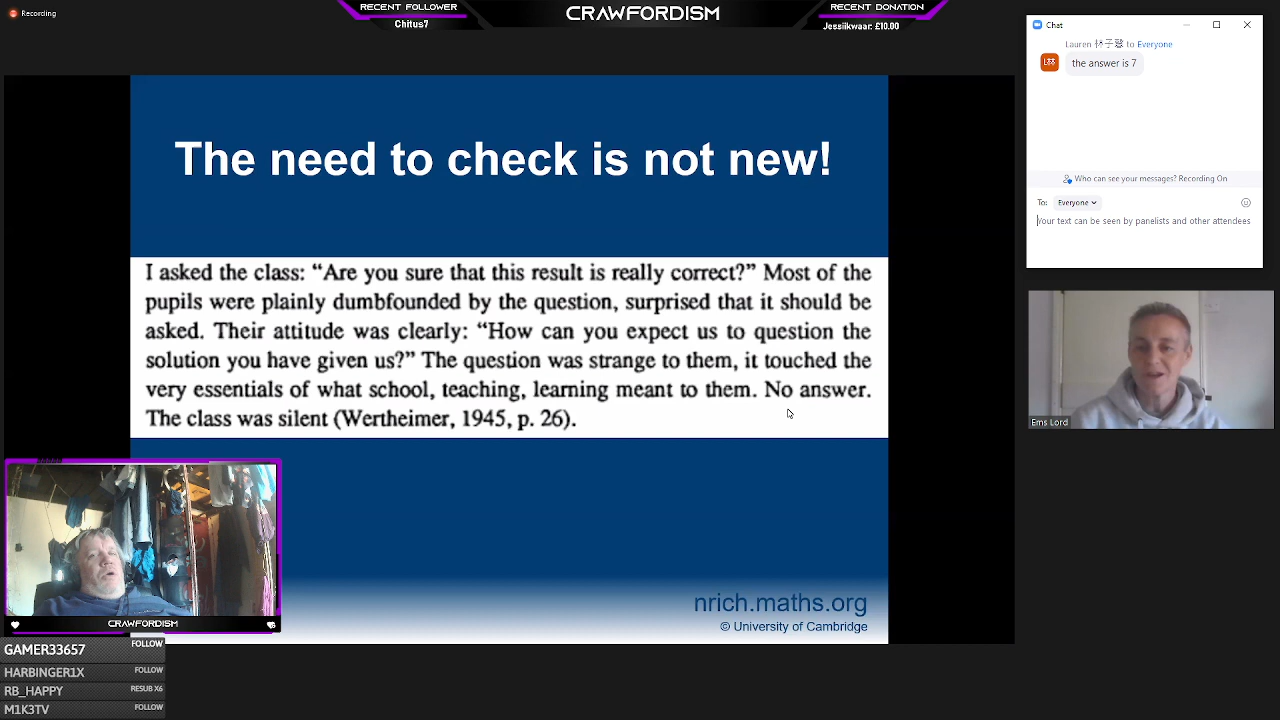 Recording
RECENT FOLLOWER
Chitus7
CRAWFORDISM
RECENT DONATION
Jessiikwaar: £10.00
The need to check is not new!
I asked the class: “Are you sure that this result is really correct?” Most of the
pupils were plainly dumbfounded by the question, surprised that it should be
asked. Their attitude was clearly: “How can you expect us to question the
solution you have given us?” The question was strange to them, it touched the
very essentials of what school, teaching, learning meant to them. No answer.
The class was silent (Wertheimer, 1945, p. 26).
nrich.maths.org
© University of Cambridge
Chat
Lauren to Everyone
the answer is 7
Who can see your messages? Recording On
To: Everyone
Your text can be seen by panelists and other attendees
Ems Lord
CRAWFORDISM
GAMER33657 FOLLOW
HARBINGER1X FOLLOW
RB_HAPPY RESUB X6
M1K3TV FOLLOW